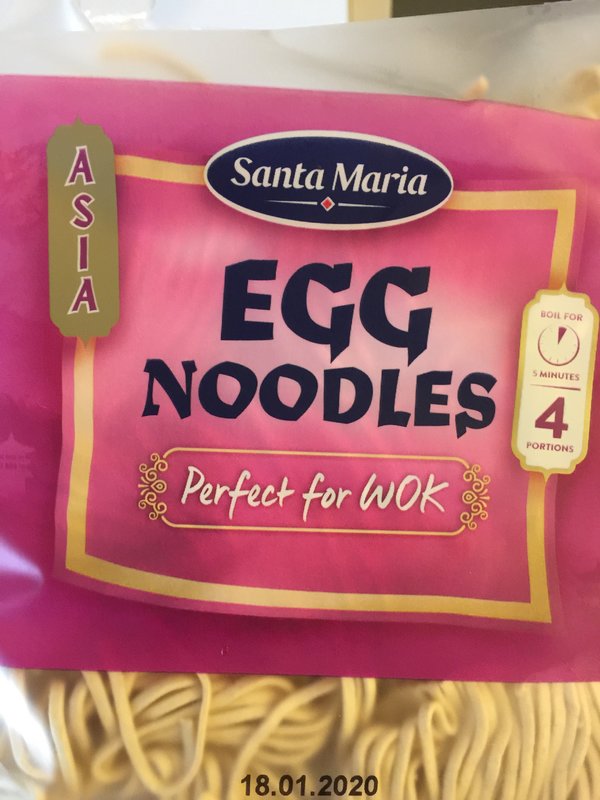 ASIA
Santa Maria
EGG
NOODLES
Perfect for WOK
BOIL FOR
5 MINUTES
4
PORTIONS
18.01.2020